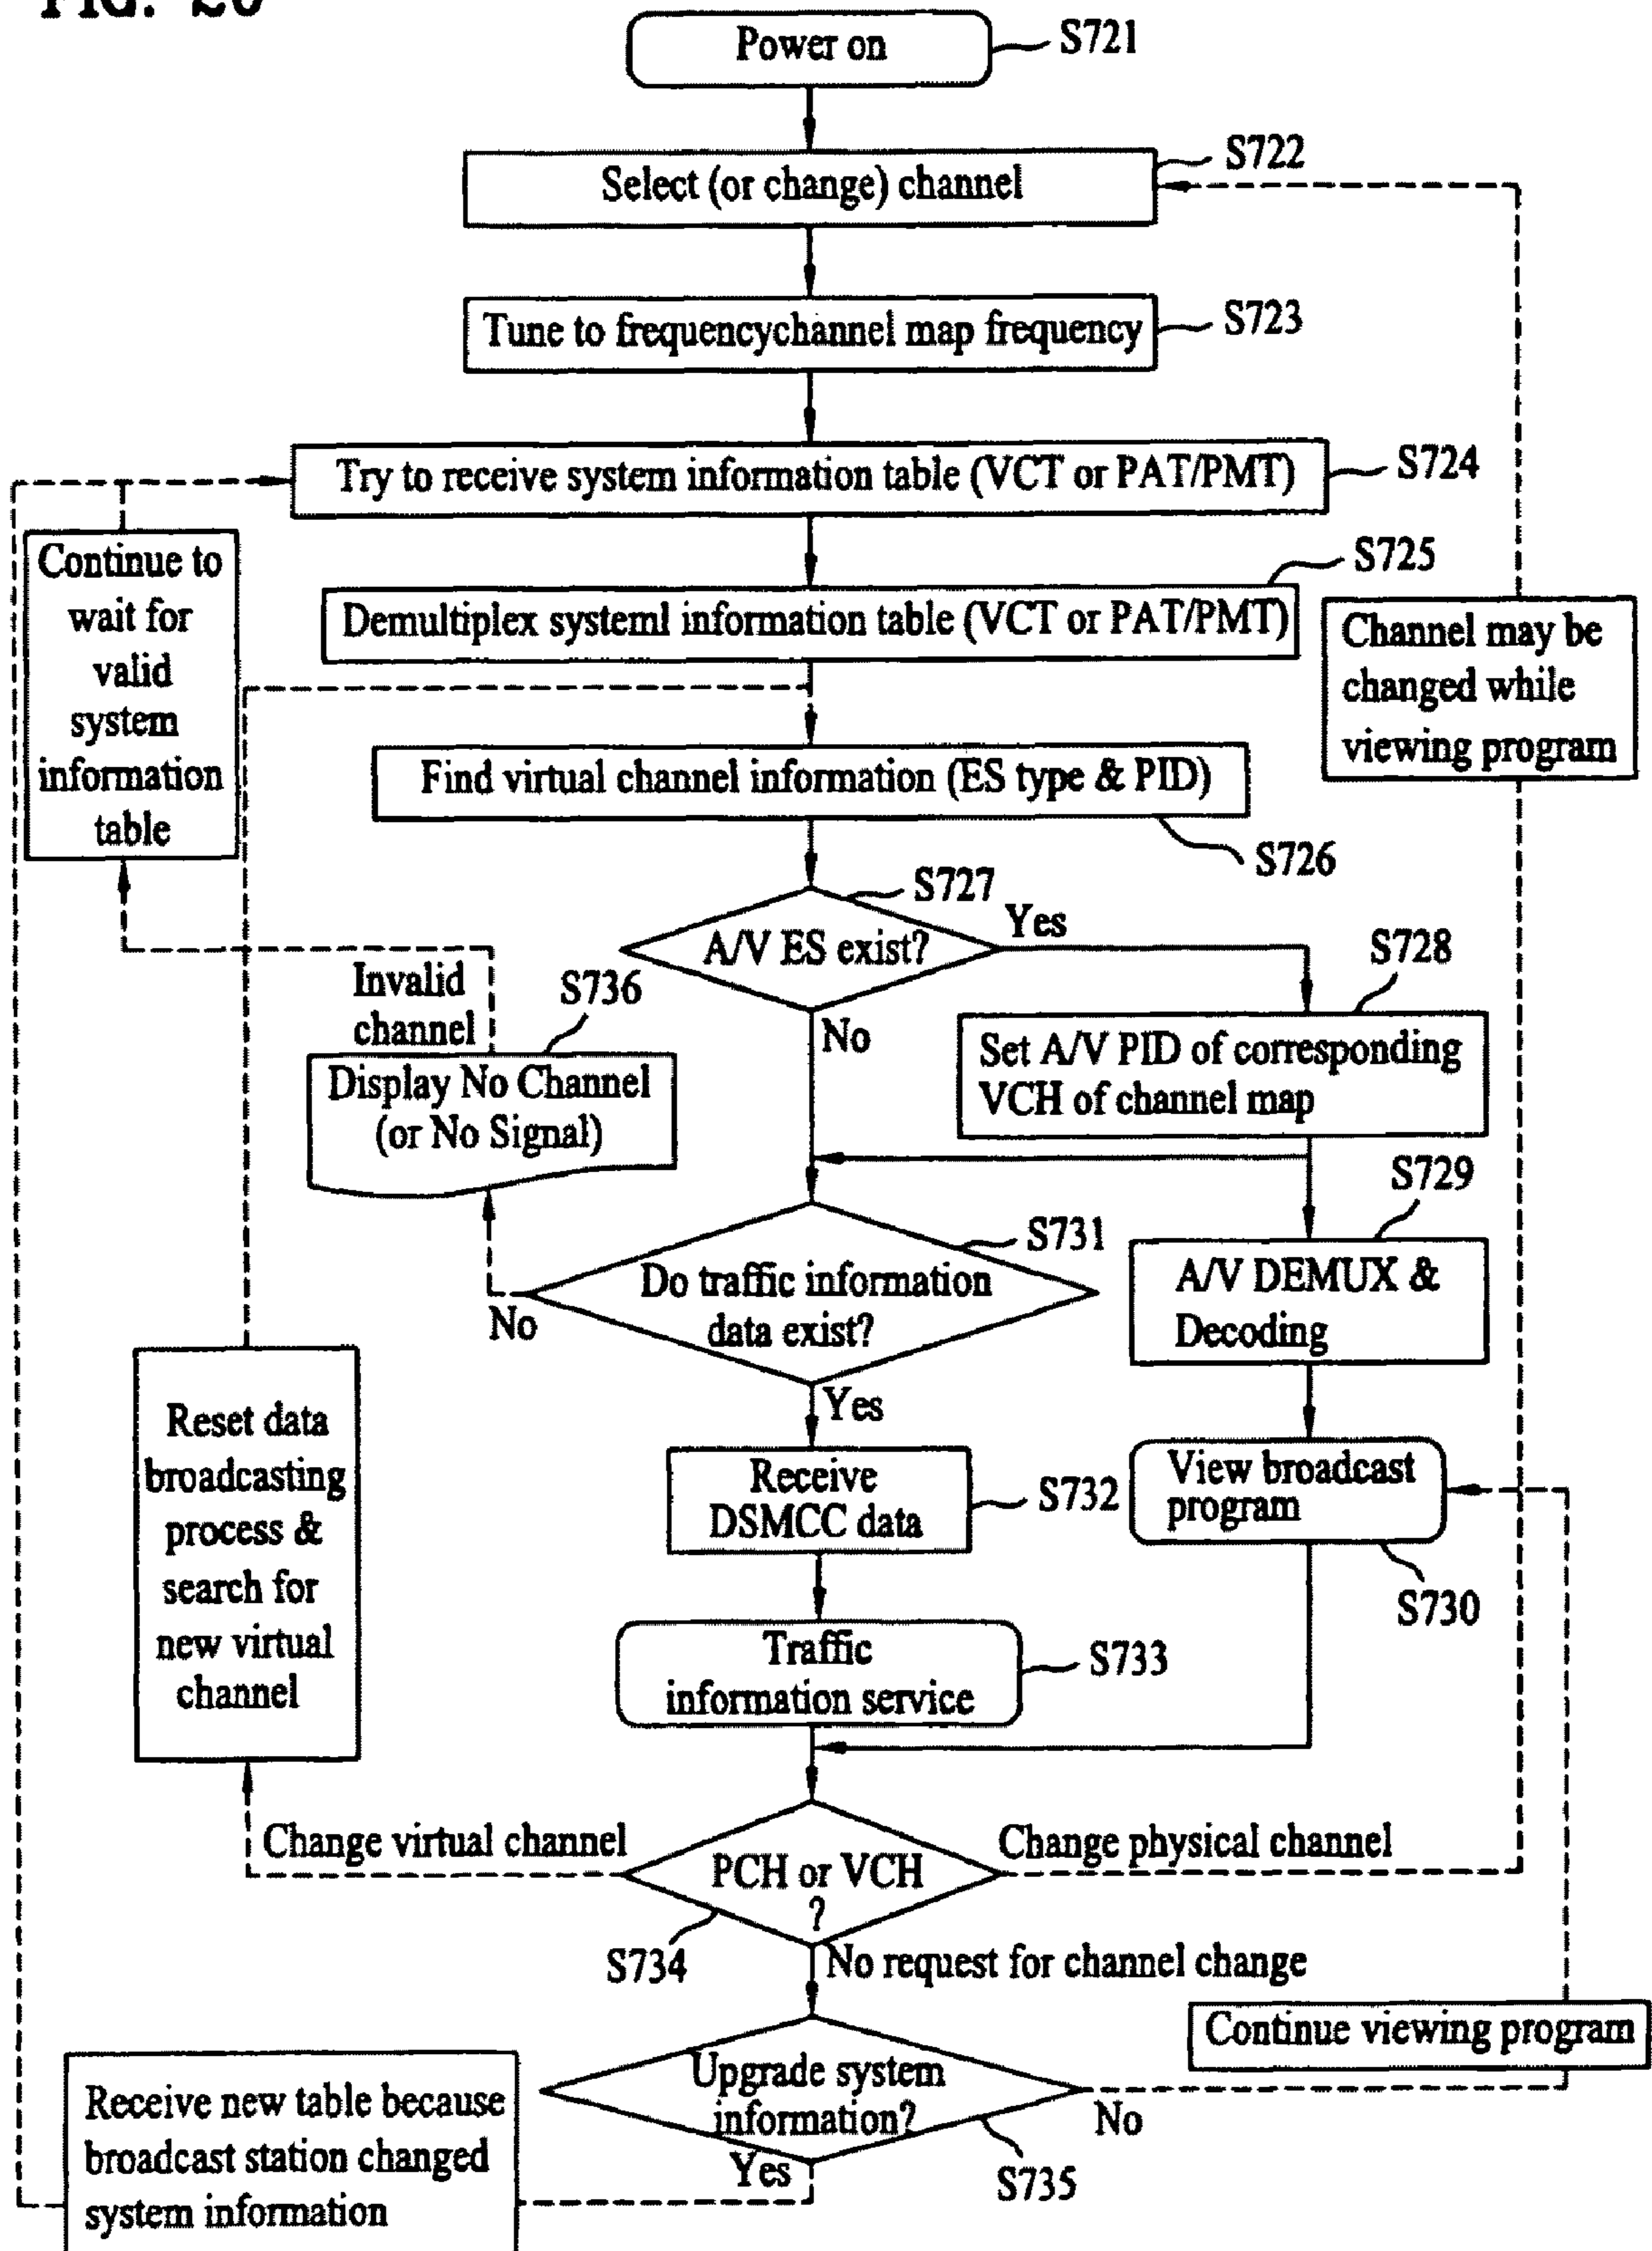 FIG. 20
Power on
S721
Select (or change) channel
S722
Tune to frequencychannel map frequency
S723
Try to receive system information table (VCT or PAT/PMT)
S724
Continue to
wait for
valid
system
information
table
Demultiplex systeml information table (VCT or PAT/PMT)
S725
Channel may be
changed while
viewing program
Find virtual channel information (ES type & PID)
S726
S727
A/V ES exist?
Yes
No
S728
Set A/V PID of corresponding
VCH of channel map
Invalid
channel
S736
Display No Channel
(or No Signal)
S729
A/V DEMUX &
Decoding
S731
Do traffic information
data exist?
No
Yes
Reset data
broadcasting
process &
search for
new virtual
channel
Receive
DSMCC data
S732
View broadcast
program
S730
Traffic
information service
S733
Change virtual channel
PCH or VCH
?
Change physical channel
S734
No request for channel change
Continue viewing program
Upgrade system
information?
No
Yes
S735
Receive new table because
broadcast station changed
system information